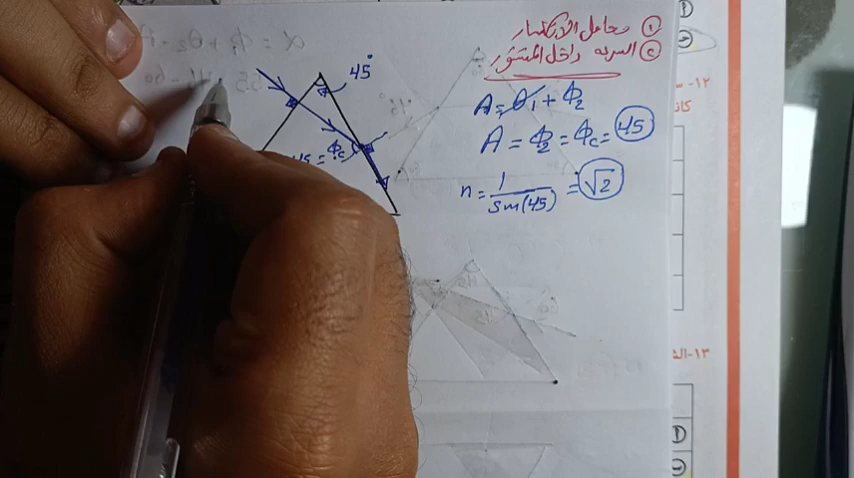 ① معامل الانكسار
② السرعه داخل المنشور
45°
A = θ₁ + Φ₂
A = Φ₂ = Φc = 45
45 = Φc
n = 1/Sin(45) = √2
١٢-
١٣-